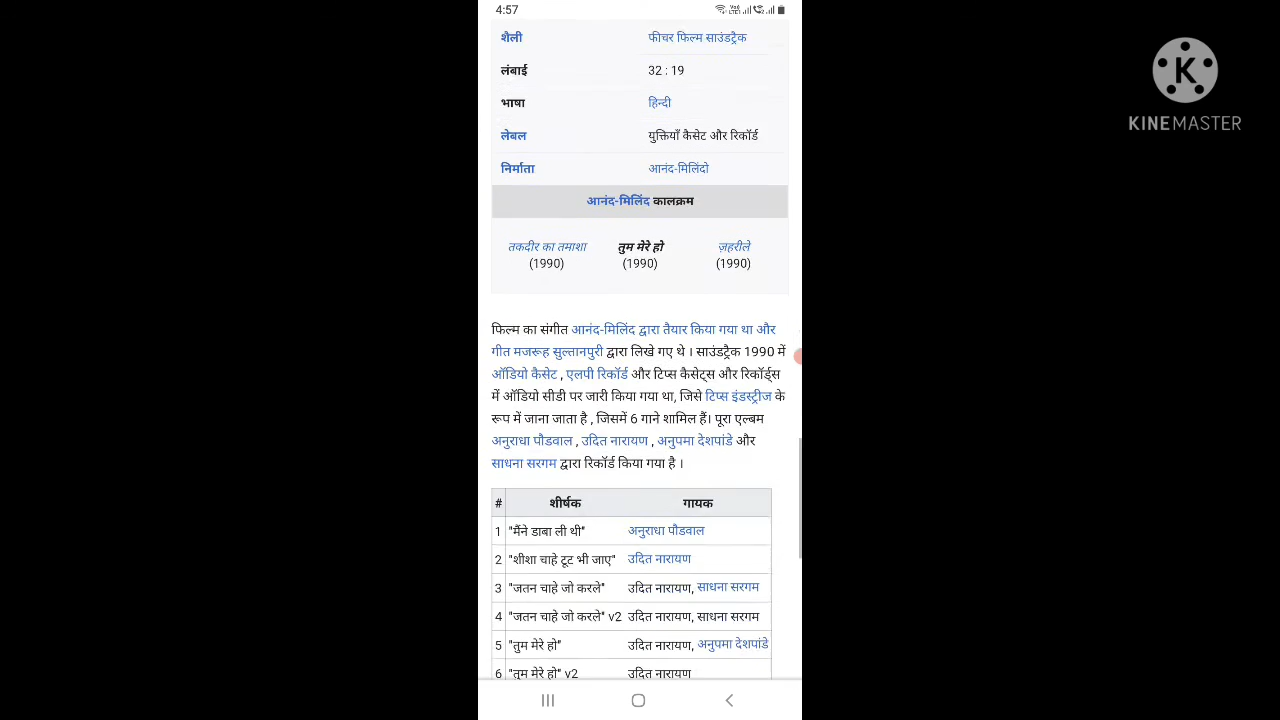 4:57
शैली फीचर फिल्म साउंडट्रैक
लंबाई 32 : 19
भाषा हिन्दी
लेबल युक्तियाँ कैसेट और रिकॉर्ड
निर्माता आनंद-मिलिंदो
आनंद-मिलिंद कालक्रम
तकदीर का तमाशा तुम मेरे हो ज़हरीले
(1990) (1990) (1990)
फिल्म का संगीत आनंद-मिलिंद द्वारा तैयार किया गया था और
गीत मजरूह सुल्तानपुरी द्वारा लिखे गए थे । साउंडट्रैक 1990 में
ऑडियो कैसेट , एलपी रिकॉर्ड और टिप्स कैसेट्स और रिकॉर्ड्स
में ऑडियो सीडी पर जारी किया गया था, जिसे टिप्स इंडस्ट्रीज के
रूप में जाना जाता है , जिसमें 6 गाने शामिल हैं। पूरा एल्बम
अनुराधा पौडवाल , उदित नारायण , अनुपमा देशपांडे और
साधना सरगम द्वारा रिकॉर्ड किया गया है ।
# शीर्षक गायक
1 "मैंने डाबा ली थी" अनुराधा पौडवाल
2 "शीशा चाहे टूट भी जाए" उदित नारायण
3 "जतन चाहे जो करले" उदित नारायण, साधना सरगम
4 "जतन चाहे जो करले" v2 उदित नारायण, साधना सरगम
5 "तुम मेरे हो" उदित नारायण, अनुपमा देशपांडे
6 "तुम मेरे हो" v2 उदित नारायण
K
KINEMASTER